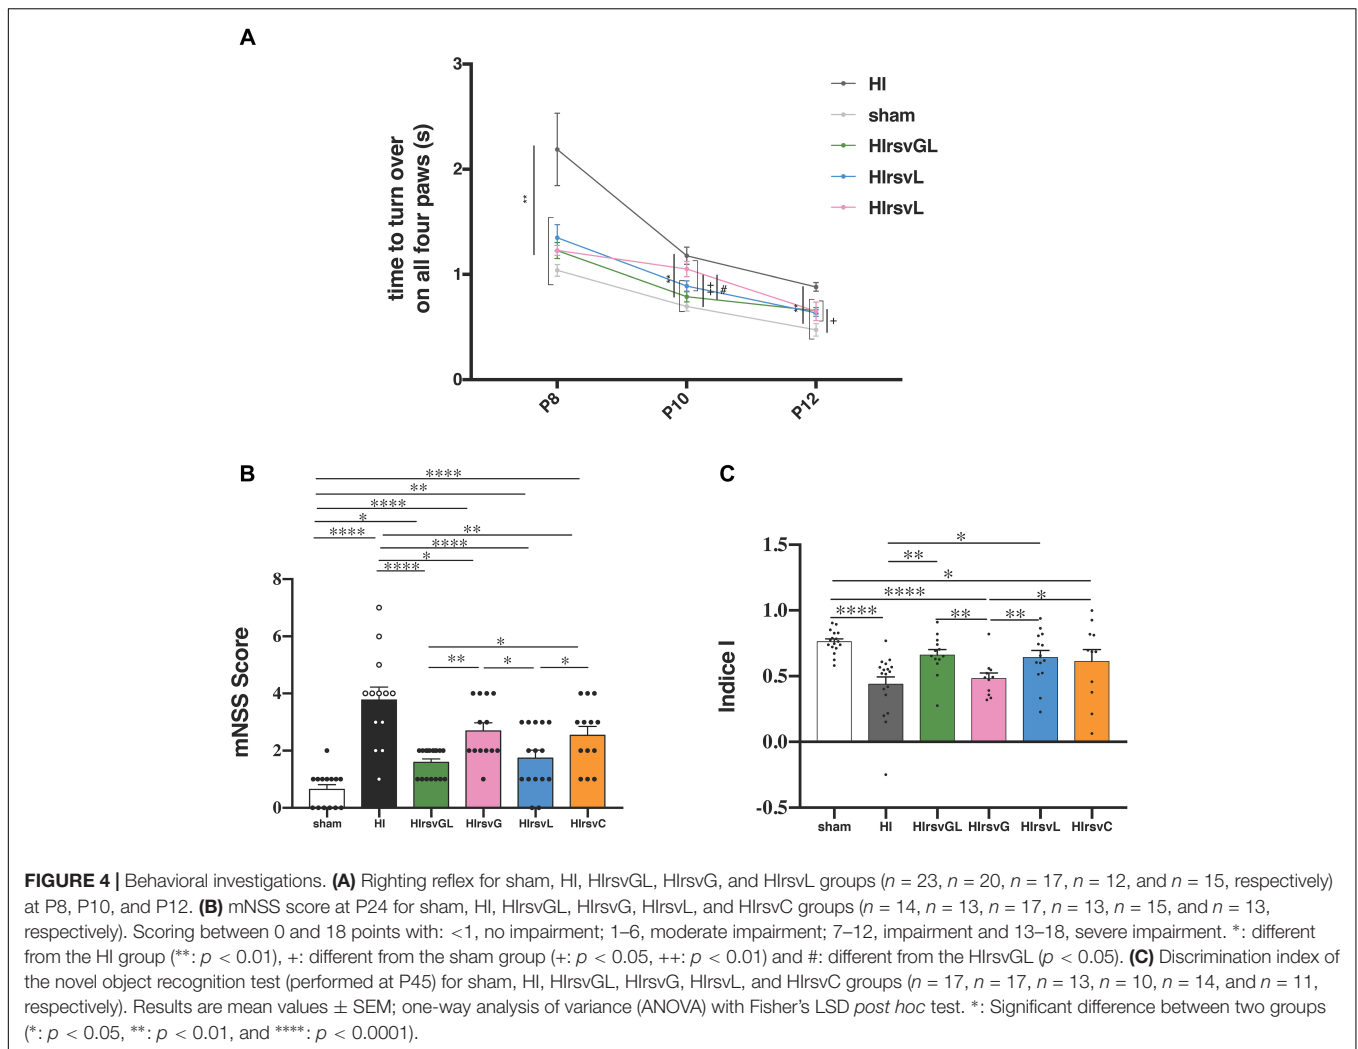 A
3
2
1
0
time to turn over
on all four paws (s)
HI
sham
HIrsvGL
HIrsvL
HIrsvL
**
**
++
#
**
+
P8
P10
P12
B
****
**
****
*
****
**
****
*
****
*
**
*
*
8
6
4
2
0
mNSS Score
sham
HI
HIrsvGL
HIrsvG
HIrsvL
HIrsvC
C
*
**
*
****
*
****
**
**
1.5
1.0
0.5
0.0
-0.5
Indice I
sham
HI
HIrsvGL
HIrsvG
HIrsvL
HIrsvC
FIGURE 4 | Behavioral investigations. (A) Righting reflex for sham, HI, HIrsvGL, HIrsvG, and HIrsvL groups (n = 23, n = 20, n = 17, n = 12, and n = 15, respectively)
at P8, P10, and P12. (B) mNSS score at P24 for sham, HI, HIrsvGL, HIrsvG, HIrsvL, and HIrsvC groups (n = 14, n = 13, n = 17, n = 13, n = 15, and n = 13,
respectively). Scoring between 0 and 18 points with: <1, no impairment; 1–6, moderate impairment; 7–12, impairment and 13–18, severe impairment. *: different
from the HI group (**: p < 0.01), +: different from the sham group (+: p < 0.05, ++: p < 0.01) and #: different from the HIrsvGL (p < 0.05). (C) Discrimination index of
the novel object recognition test (performed at P45) for sham, HI, HIrsvGL, HIrsvG, HIrsvL, and HIrsvC groups (n = 17, n = 17, n = 13, n = 10, n = 14, and n = 11,
respectively). Results are mean values ± SEM; one-way analysis of variance (ANOVA) with Fisher's LSD post hoc test. *: Significant difference between two groups
(*: p < 0.05, **: p < 0.01, and ****: p < 0.0001).